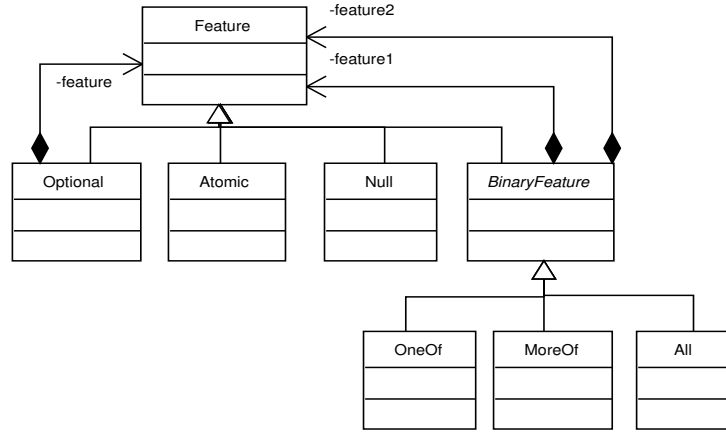 Feature
-feature2
-feature1
-feature
Optional
Atomic
Null
BinaryFeature
OneOf
MoreOf
All